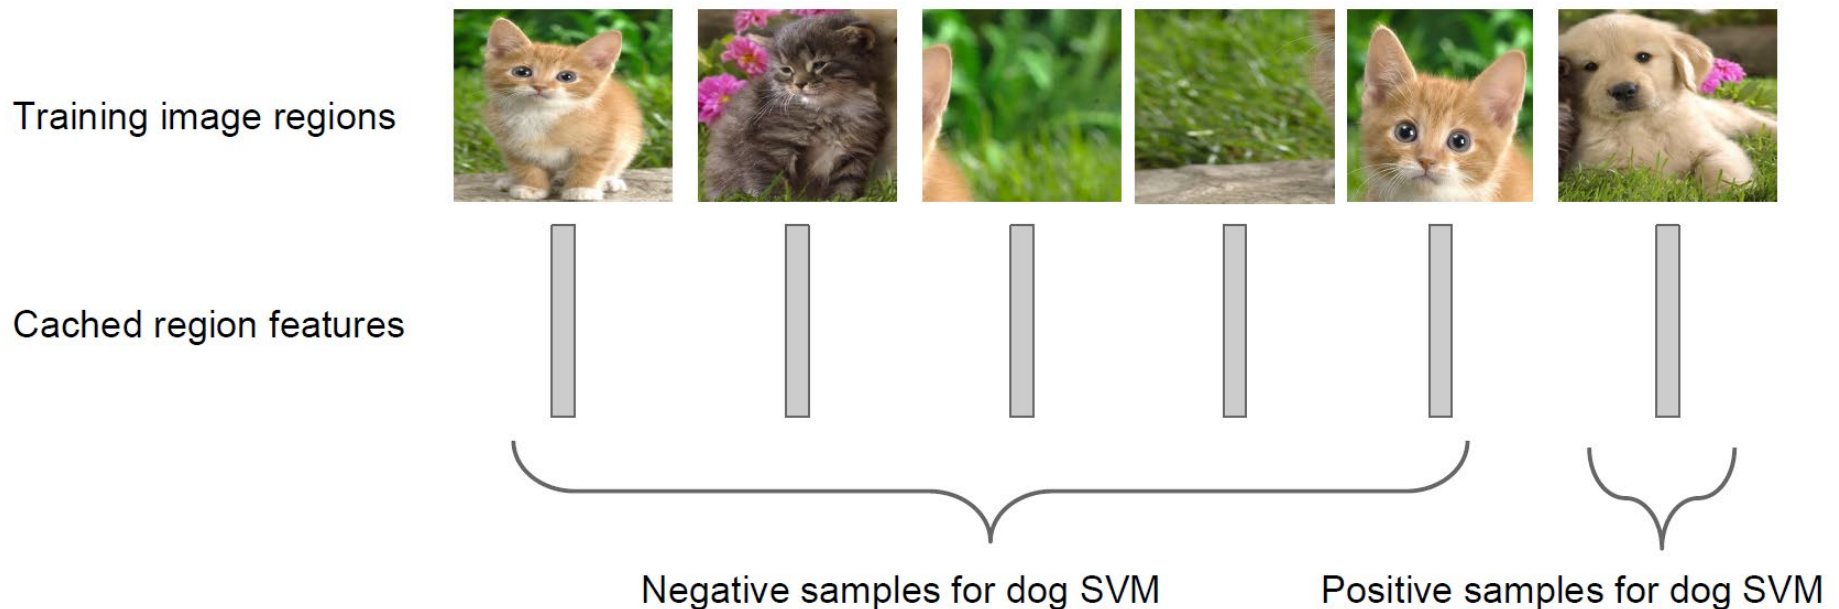 Training image regions
Cached region features
Negative samples for dog SVM
Positive samples for dog SVM